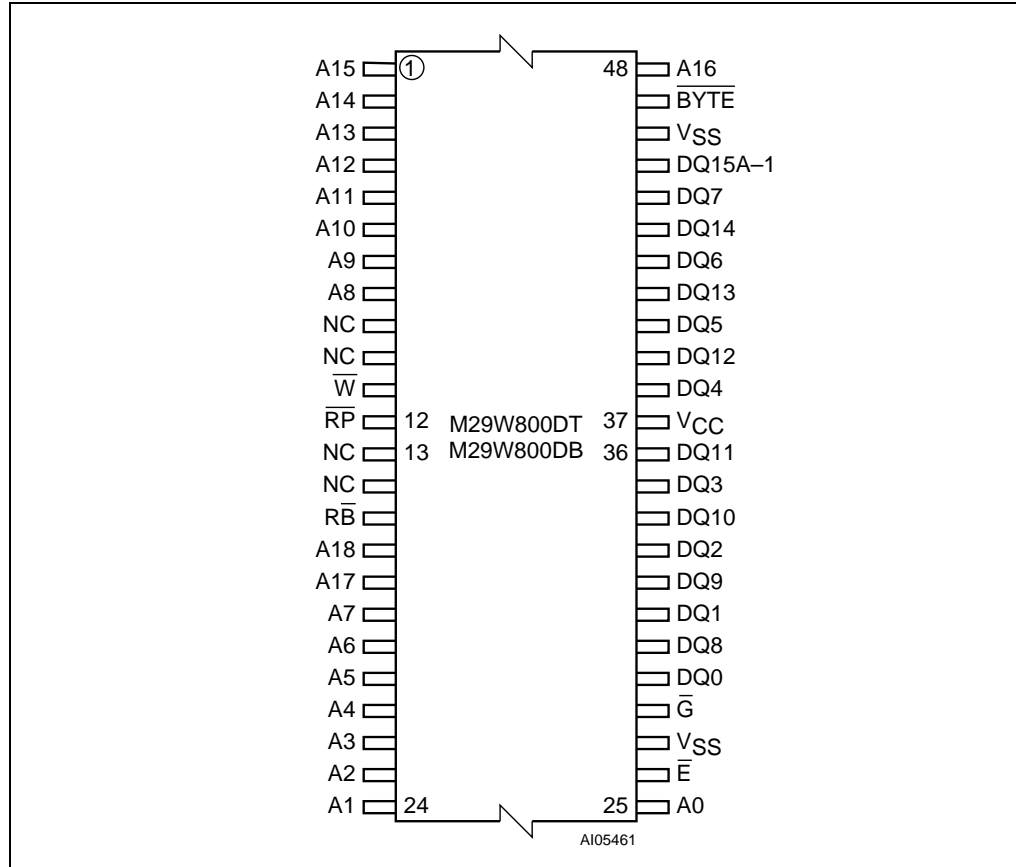 A15 ① 48 A16
A14 B̅Y̅T̅E̅
A13 VSS
A12 DQ15A–1
A11 DQ7
A10 DQ14
A9 DQ6
A8 DQ13
NC DQ5
NC DQ12
W̅ DQ4
R̅P̅ 12 M29W800DT 37 VCC
NC 13 M29W800DB 36 DQ11
NC DQ3
RB̅ DQ10
A18 DQ2
A17 DQ9
A7 DQ1
A6 DQ8
A5 DQ0
A4 G̅
A3 VSS
A2 E̅
A1 24 25 A0
AI05461